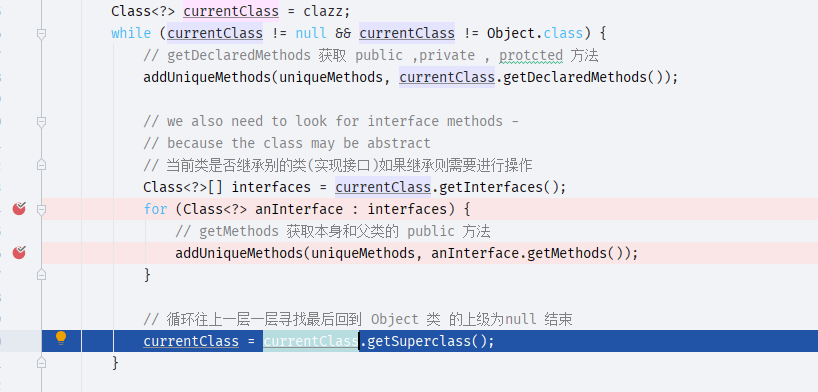 Class<?> currentClass = clazz;
while (currentClass != null && currentClass != Object.class) {
// getDeclaredMethods 获取 public ,private , protcted 方法
addUniqueMethods(uniqueMethods, currentClass.getDeclaredMethods());
// we also need to look for interface methods -
// because the class may be abstract
// 当前类是否继承别的类(实现接口)如果继承则需要进行操作
Class<?>[] interfaces = currentClass.getInterfaces();
for (Class<?> anInterface : interfaces) {
// getMethods 获取本身和父类的 public 方法
addUniqueMethods(uniqueMethods, anInterface.getMethods());
}
// 循环往上一层一层寻找最后回到 Object 类 的上级为null 结束
currentClass = currentClass.getSuperclass();
}